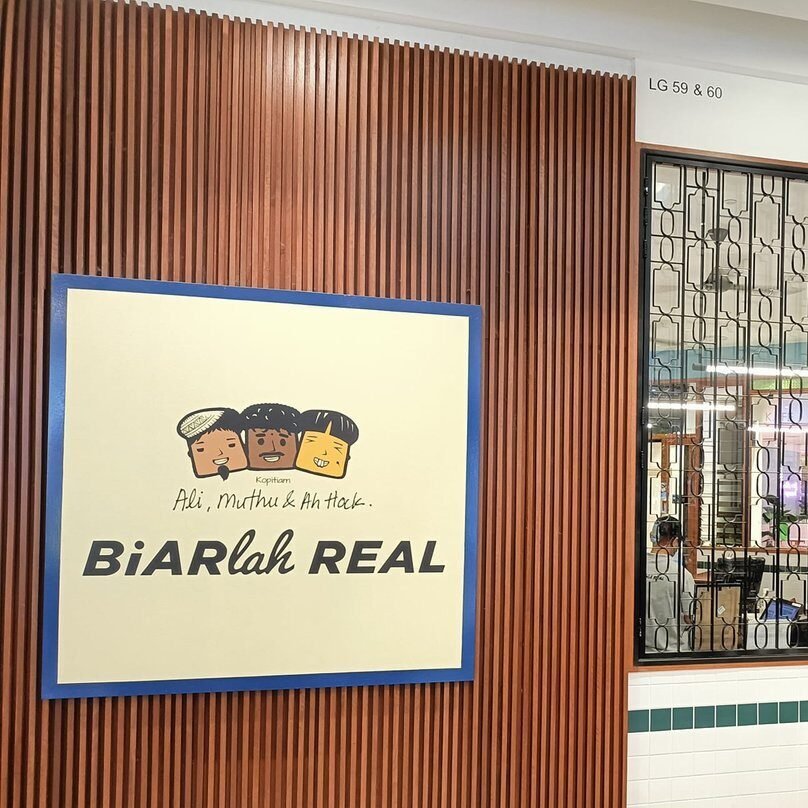 LG 59 & 60
Kopitiam
Ali, Muthu & Ah Hock.
BiARlah REAL